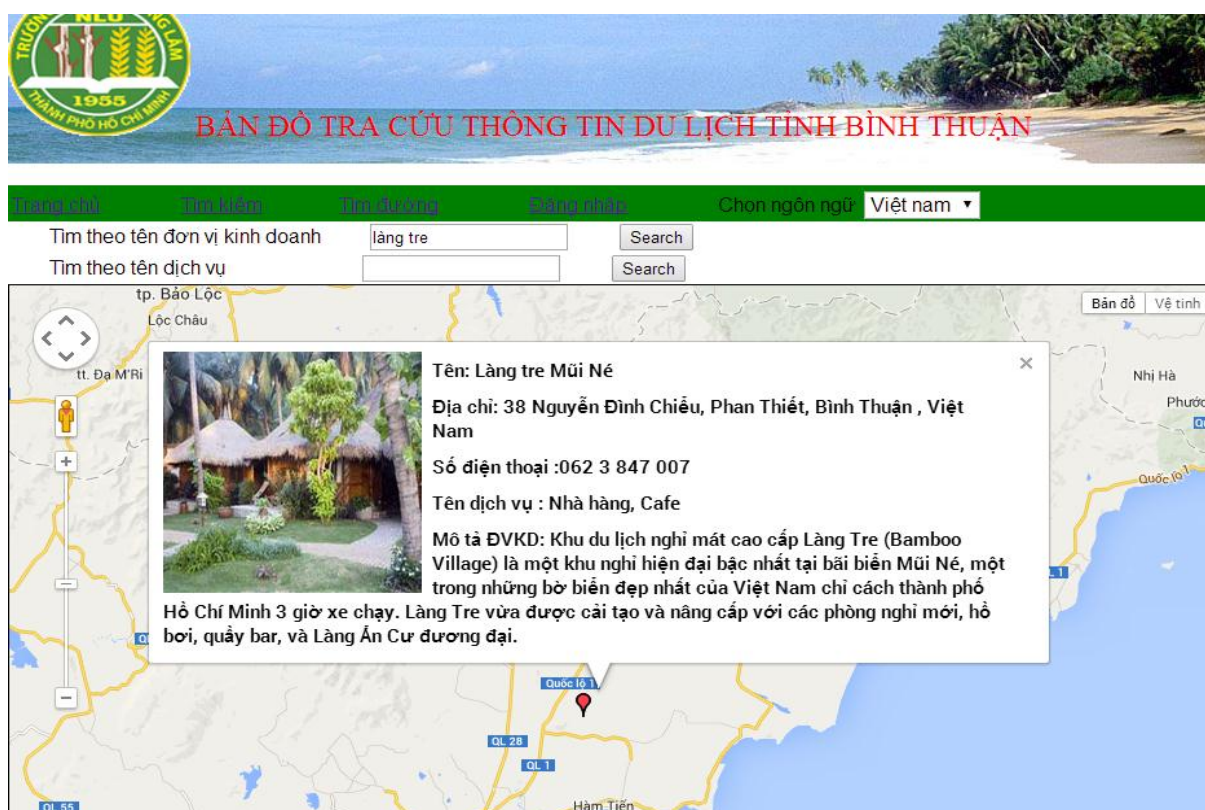 TRƯỜNG NLU LÂM
1955
THÀNH PHỐ HỒ CHÍ MINH
BẢN ĐỒ TRA CỨU THÔNG TIN DU LỊCH TỈNH BÌNH THUẬN
Trang chủ Tìm kiếm Tìm đường Đăng nhập Chọn ngôn ngữ: Việt nam
Tìm theo tên đơn vị kinh doanh làng tre Search
Tìm theo tên dịch vụ Search
tp. Bảo Lộc
Bản đồ Vệ tinh
Lộc Châu
tt. Đạ M'Ri
Nhị Hà
Phước
Quốc lộ 1
Tên: Làng tre Mũi Né
Địa chỉ: 38 Nguyễn Đình Chiểu, Phan Thiết, Bình Thuận , Việt
Nam
Số điện thoại :062 3 847 007
Tên dịch vụ : Nhà hàng, Cafe
Mô tả ĐVKD: Khu du lịch nghỉ mát cao cấp Làng Tre (Bamboo
Village) là một khu nghỉ hiện đại bậc nhất tại bãi biển Mũi Né, một
trong những bờ biển đẹp nhất của Việt Nam chỉ cách thành phố
Hồ Chí Minh 3 giờ xe chạy. Làng Tre vừa được cải tạo và nâng cấp với các phòng nghỉ mới, hồ
bơi, quầy bar, và Làng Ẩn Cư đương đại.
Quốc lộ 1
QL 28
QL 1
QL 55
Hàm Tiến